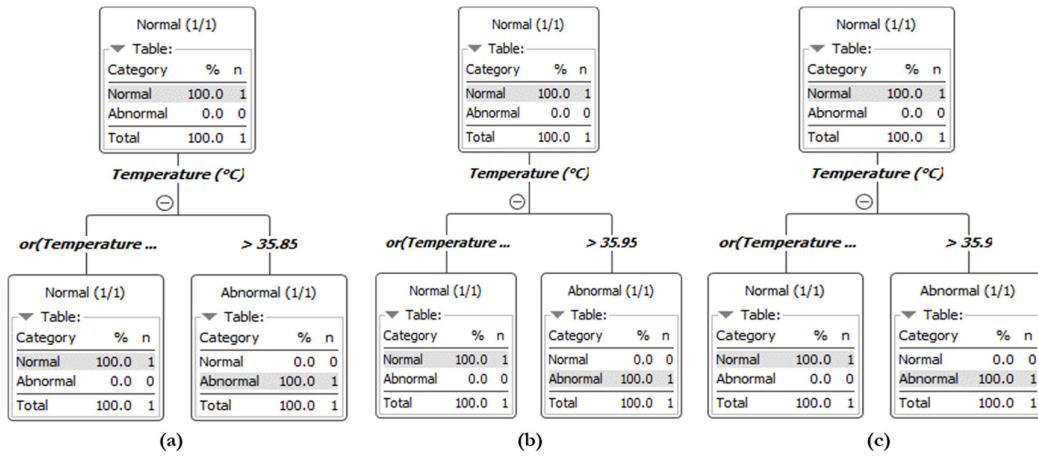 Normal (1/1)
Table:
Category % n
Normal 100.0 1
Abnormal 0.0 0
Total 100.0 1
Temperature (°C)
or(Temperature ...
> 35.85
Normal (1/1)
Table:
Category % n
Normal 100.0 1
Abnormal 0.0 0
Total 100.0 1
Abnormal (1/1)
Table:
Category % n
Normal 0.0 0
Abnormal 100.0 1
Total 100.0 1
(a)
Normal (1/1)
Table:
Category % n
Normal 100.0 1
Abnormal 0.0 0
Total 100.0 1
Temperature (°C)
or(Temperature ...
> 35.95
Normal (1/1)
Table:
Category % n
Normal 100.0 1
Abnormal 0.0 0
Total 100.0 1
Abnormal (1/1)
Table:
Category % n
Normal 0.0 0
Abnormal 100.0 1
Total 100.0 1
(b)
Normal (1/1)
Table:
Category % n
Normal 100.0 1
Abnormal 0.0 0
Total 100.0 1
Temperature (°C)
or(Temperature ...
> 35.9
Normal (1/1)
Table:
Category % n
Normal 100.0 1
Abnormal 0.0 0
Total 100.0 1
Abnormal (1/1)
Table:
Category % n
Normal 0.0 0
Abnormal 100.0 1
Total 100.0 1
(c)